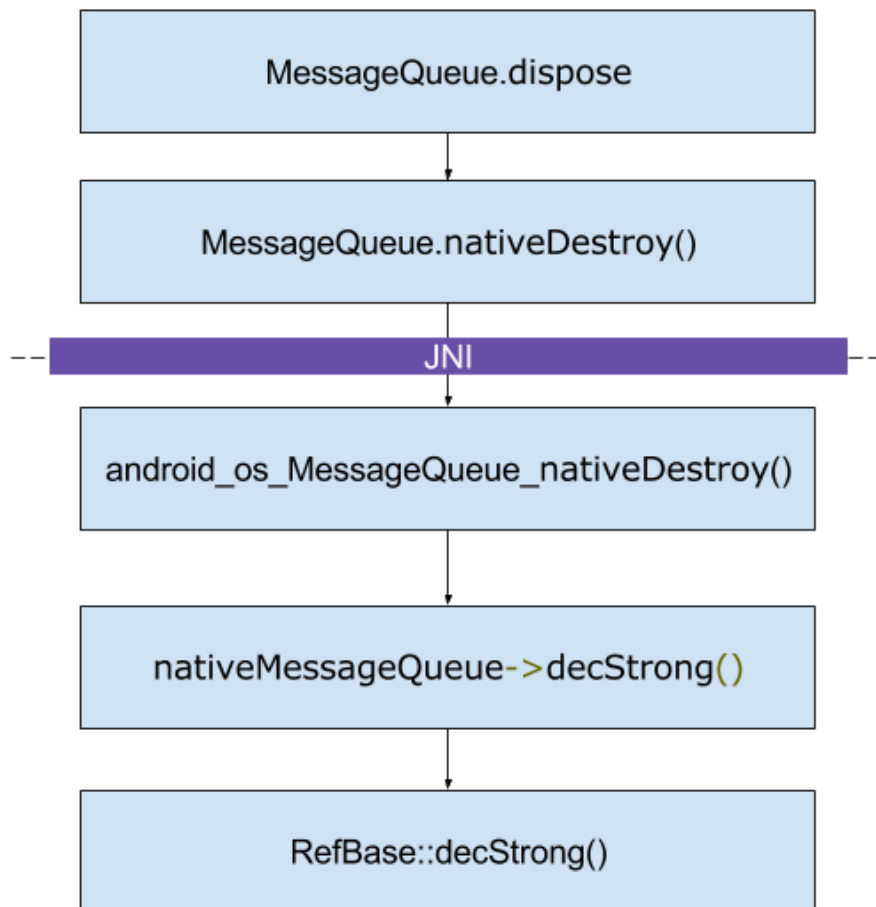 MessageQueue.dispose
MessageQueue.nativeDestroy()
JNI
android_os_MessageQueue_nativeDestroy()
nativeMessageQueue->decStrong()
RefBase::decStrong()